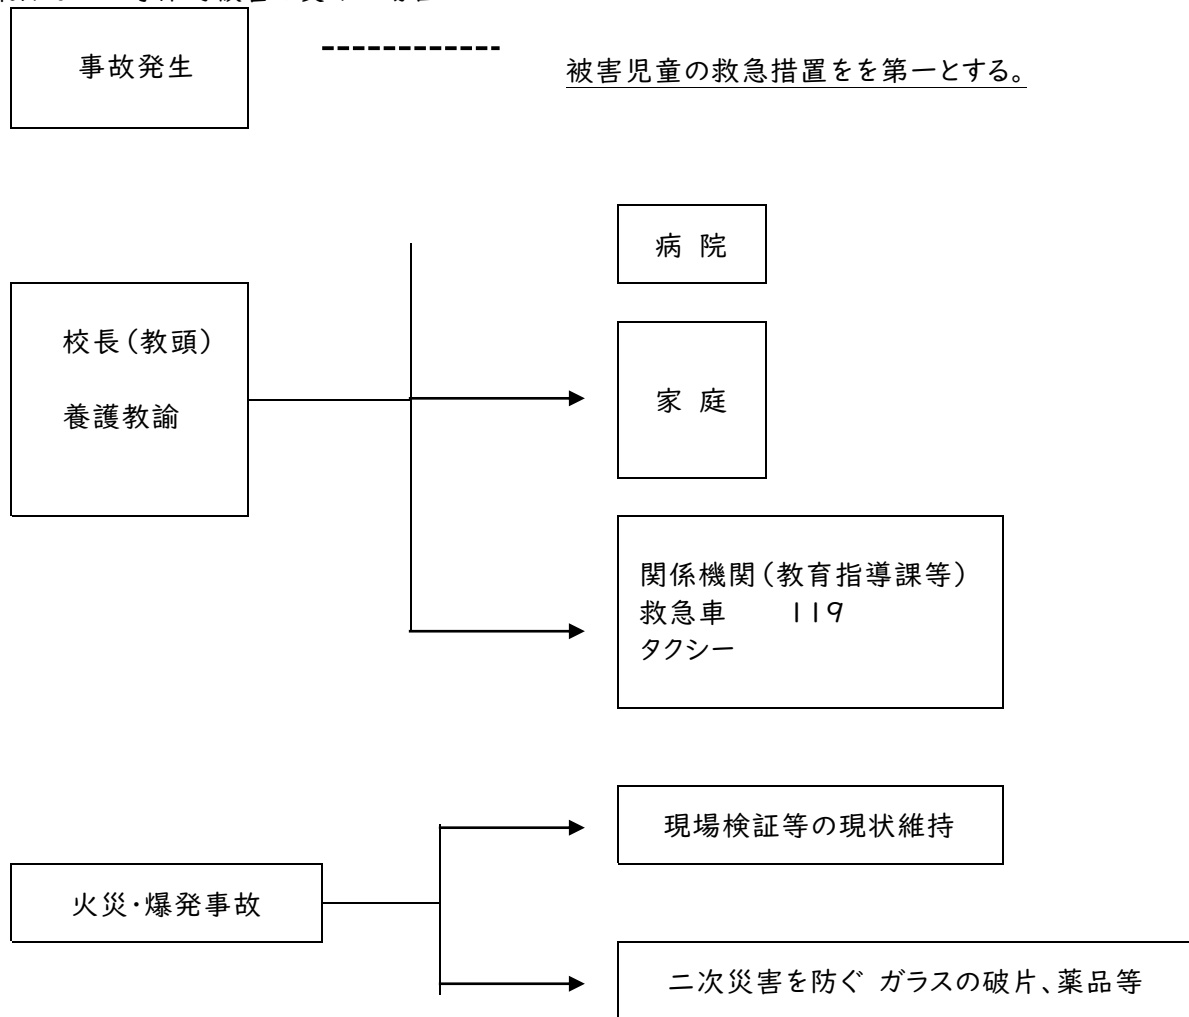 事故発生
被害児童の救急措置をを第一とする。
病 院
校長(教頭)
養護教諭
家 庭
関係機関(教育指導課等)
救急車 119
タクシー
現場検証等の現状維持
火災・爆発事故
二次災害を防ぐ ガラスの破片、薬品等